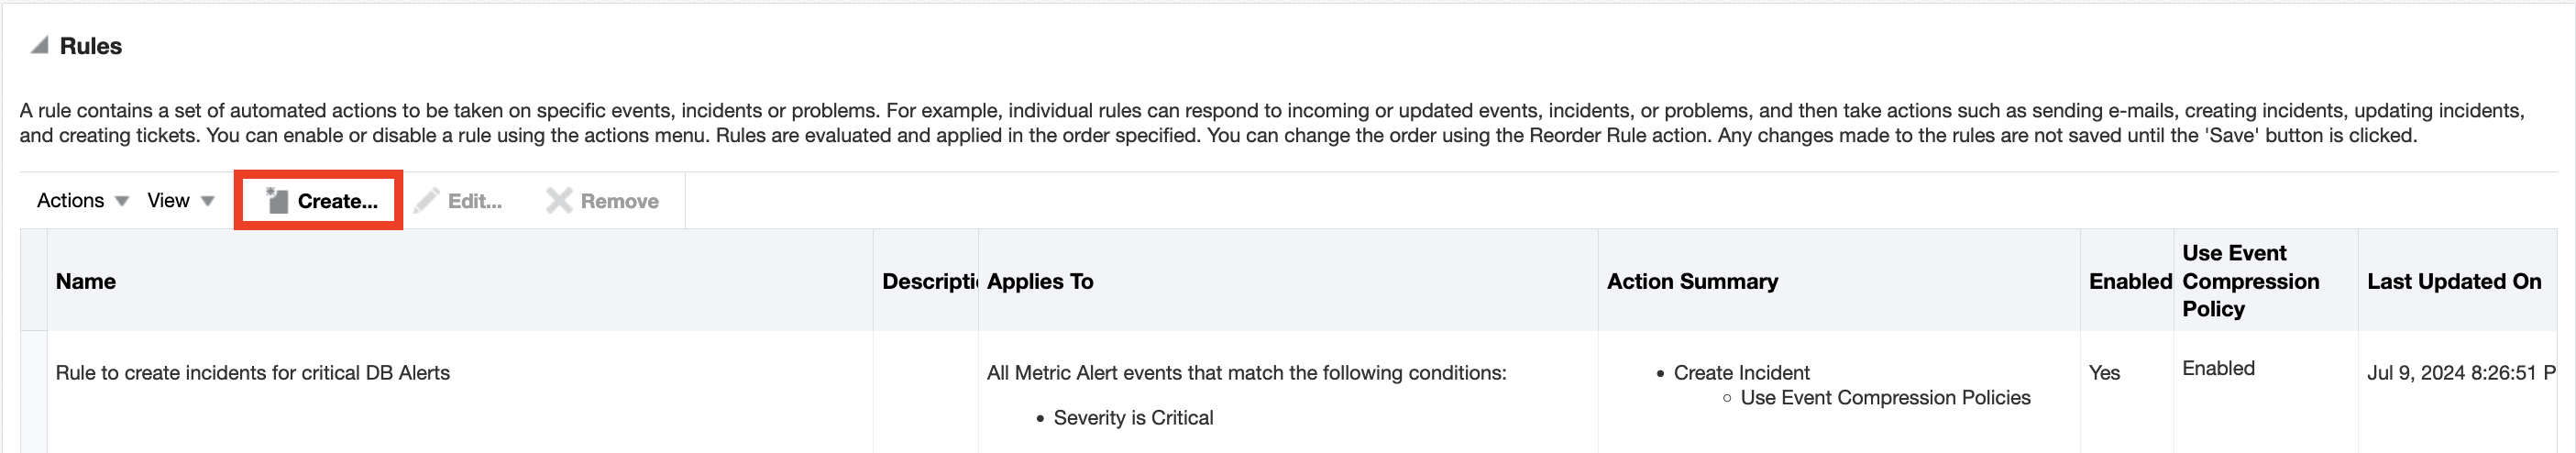 Rules
A rule contains a set of automated actions to be taken on specific events, incidents or problems. For example, individual rules can respond to incoming or updated events, incidents, or problems, and then take actions such as sending e-mails, creating incidents, updating incidents,
and creating tickets. You can enable or disable a rule using the actions menu. Rules are evaluated and applied in the order specified. You can change the order using the Reorder Rule action. Any changes made to the rules are not saved until the 'Save' button is clicked.
Actions View Create... Edit... Remove
Name Descripti Applies To Action Summary Enabled Use Event
Compression
Policy Last Updated On
Rule to create incidents for critical DB Alerts All Metric Alert events that match the following conditions: • Create Incident Yes Enabled Jul 9, 2024 8:26:51 P
◦ Use Event Compression Policies
• Severity is Critical